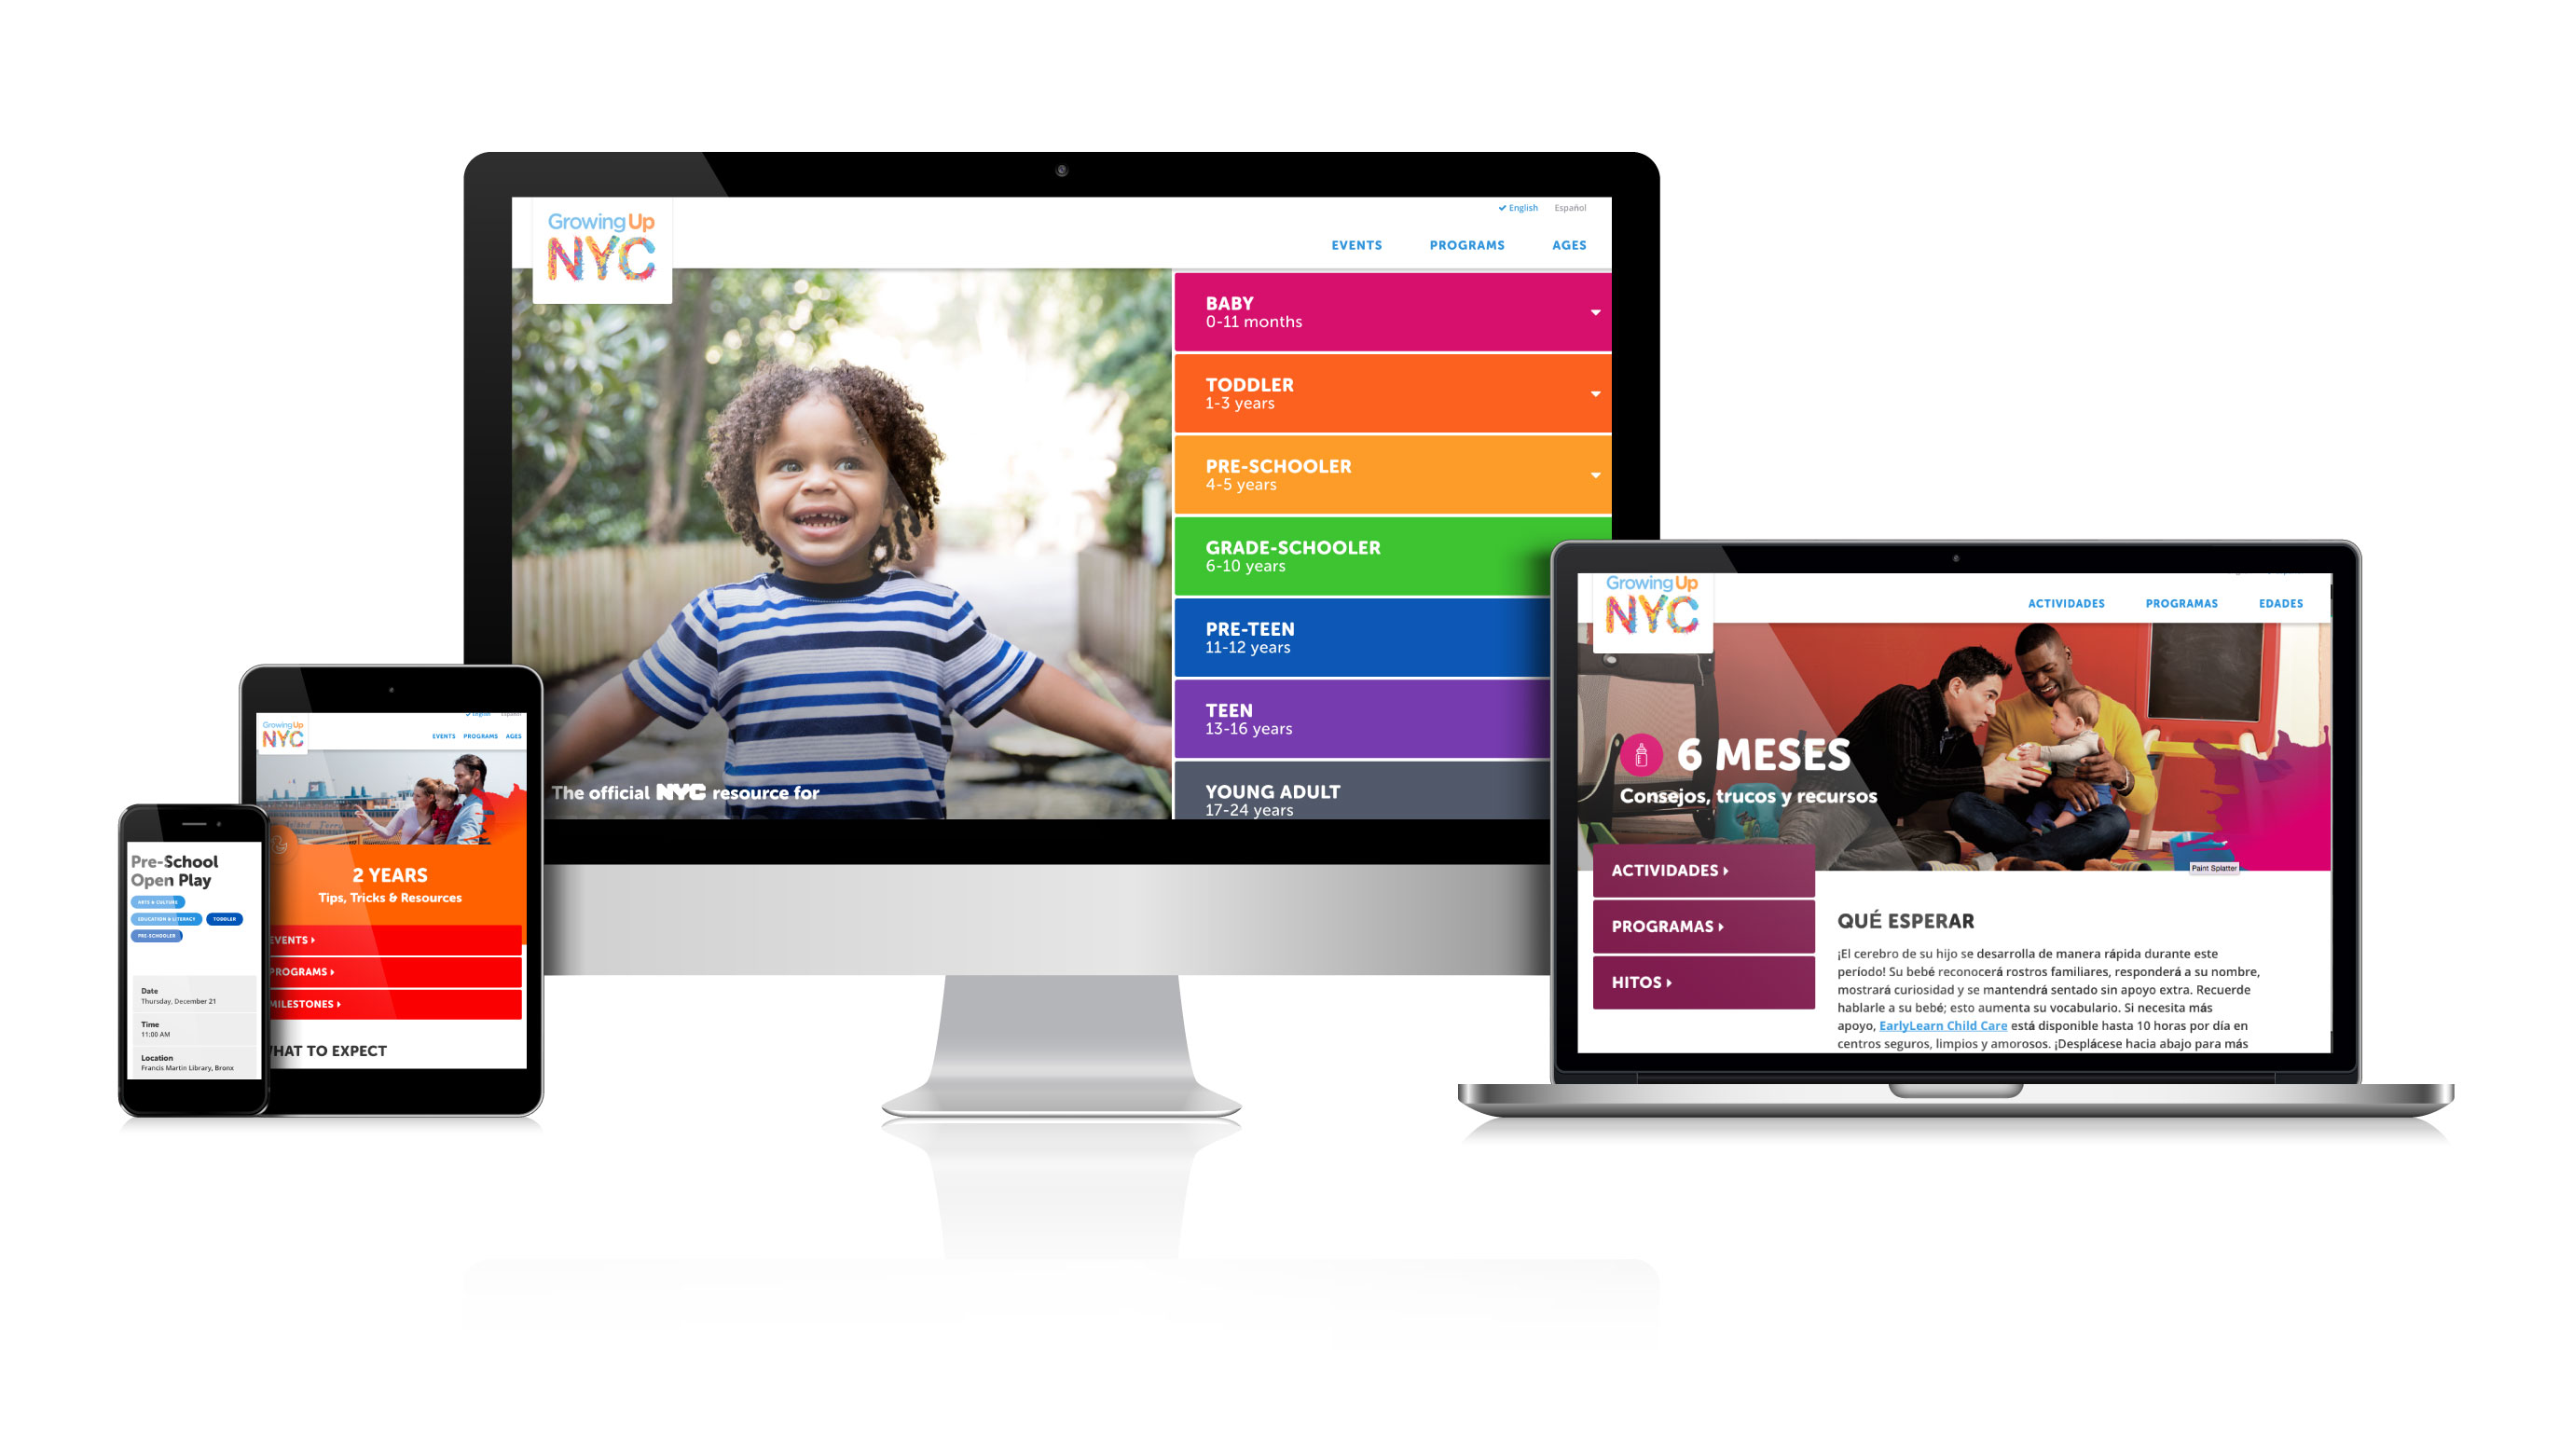 Growing Up
NYC
English Español
EVENTS PROGRAMS AGES
BABY
0-11 months
TODDLER
1-3 years
PRE-SCHOOLER
4-5 years
GRADE-SCHOOLER
6-10 years
PRE-TEEN
11-12 years
TEEN
13-16 years
YOUNG ADULT
17-24 years
The official NYC resource for
Growing Up
NYC
ACTIVIDADES PROGRAMAS EDADES
6 MESES
Consejos, trucos y recursos
Paint Splatter
ACTIVIDADES
PROGRAMAS
HITOS
QUÉ ESPERAR
¡El cerebro de su hijo se desarrolla de manera rápida durante este
período! Su bebé reconocerá rostros familiares, responderá a su nombre,
mostrará curiosidad y se mantendrá sentado sin apoyo extra. Recuerde
hablarle a su bebé; esto aumenta su vocabulario. Si necesita más
apoyo, EarlyLearn Child Care está disponible hasta 10 horas por día en
centros seguros, limpios y amorosos. ¡Desplácese hacia abajo para más
Growing Up
NYC
English Español
EVENTS PROGRAMS AGES
2 YEARS
Tips, Tricks & Resources
EVENTS
PROGRAMS
MILESTONES
HAT TO EXPECT
Pre-School
Open Play
ARTS & CULTURE
EDUCATION & LITERACY TODDLER
PRE-SCHOOLER
Date
Thursday, December 21
Time
11:00 AM
Location
Francis Martin Library, Bronx